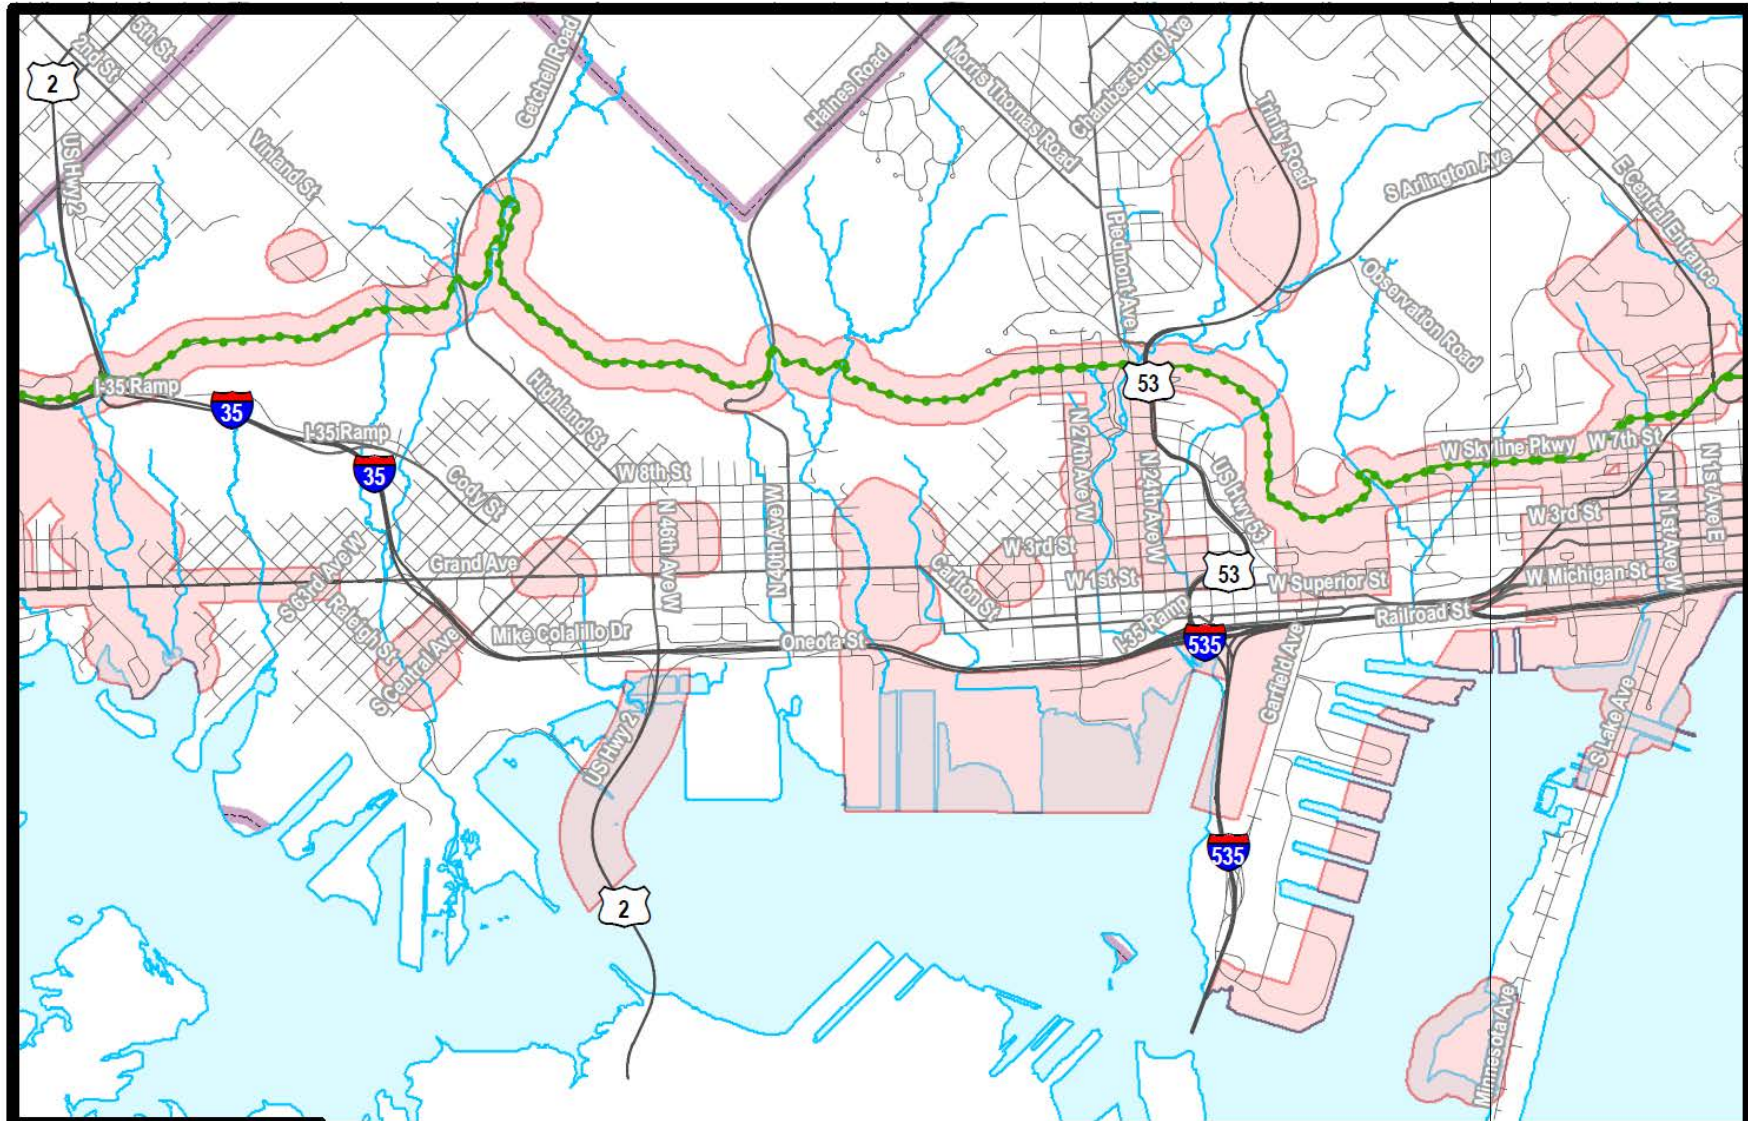 5th St
2nd St
2
US Hwy 2
Vinland St
Getchell Road
Haines Road
Morris Thomas Road
Chambersburg Ave
Trinity Road
S Arlington Ave
E Central Entrance
Piedmont Ave
Observation Road
I-35 Ramp
35
I-35 Ramp
35
Highland St
Cody St
W 8th St
53
N 27th Ave W
N 24th Ave W
US Hwy 53
W Skyline Pkwy
W 7th St
N 1st Ave E
N 1st Ave W
W 3rd St
N 46th Ave W
N 40th Ave W
Grand Ave
S 63rd Ave W
Raleigh St
S Central Ave
W 3rd St
Carlton St
W 1st St
53
W Superior St
W Michigan St
Railroad St
Mike Colalillo Dr
Oneota St
I-35 Ramp
535
Garfield Ave
S Lake Ave
US Hwy 2
535
2
Minnesota Ave